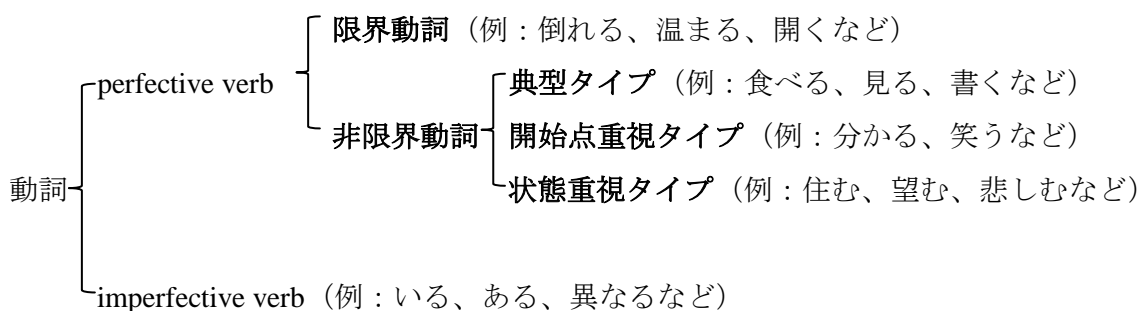 限界動詞（例：倒れる、温まる、開くなど）
perfective verb
典型タイプ（例：食べる、見る、書くなど）
非限界動詞 開始点重視タイプ（例：分かる、笑うなど）
動詞
状態重視タイプ（例：住む、望む、悲しむなど）
imperfective verb（例：いる、ある、異なるなど）